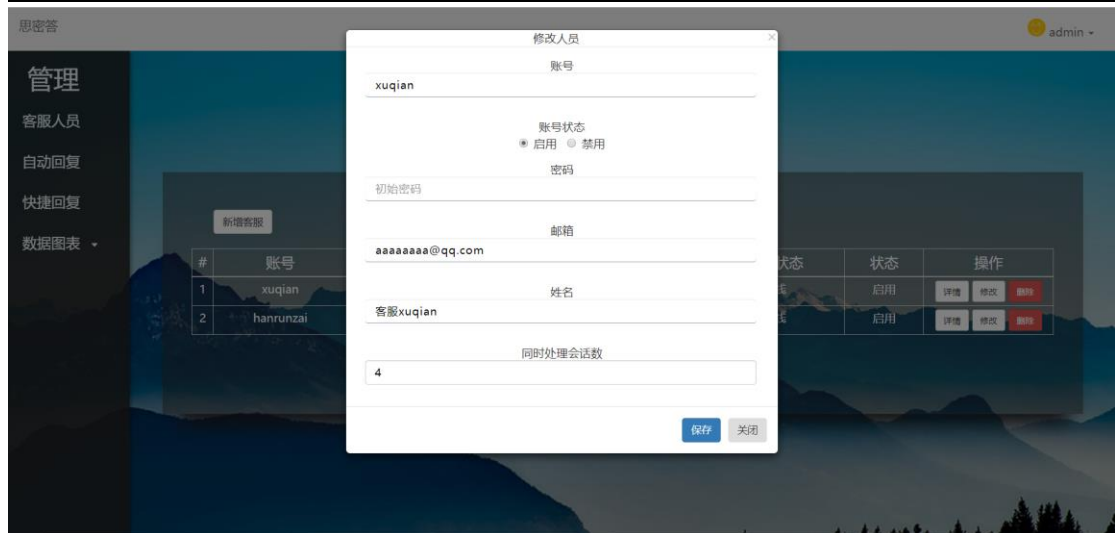 思密答
admin
管理
客服人员
自动回复
快捷回复
数据图表
修改人员
×
账号
xuqian
账号状态
启用 禁用
密码
初始密码
邮箱
aaaaaaaa@qq.com
姓名
客服xuqian
同时处理会话数
4
保存 关闭
新增客服
# 账号 状态 状态 操作
1 xuqian 线 启用 详情 修改 删除
2 hanrunzai 线 启用 详情 修改 删除